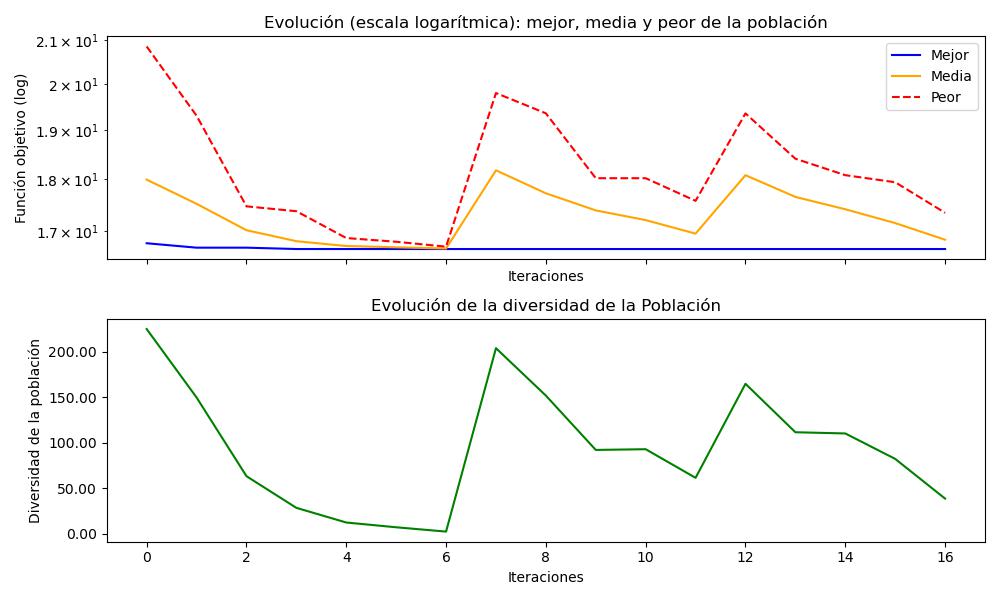 Evolución (escala logarítmica): mejor, media y peor de la población
Función objetivo (log)
2.1 × 10¹
2 × 10¹
1.9 × 10¹
1.8 × 10¹
1.7 × 10¹
Mejor
Media
Peor
Iteraciones
Evolución de la diversidad de la Población
Diversidad de la población
200.00
150.00
100.00
50.00
0.00
0 2 4 6 8 10 12 14 16
Iteraciones